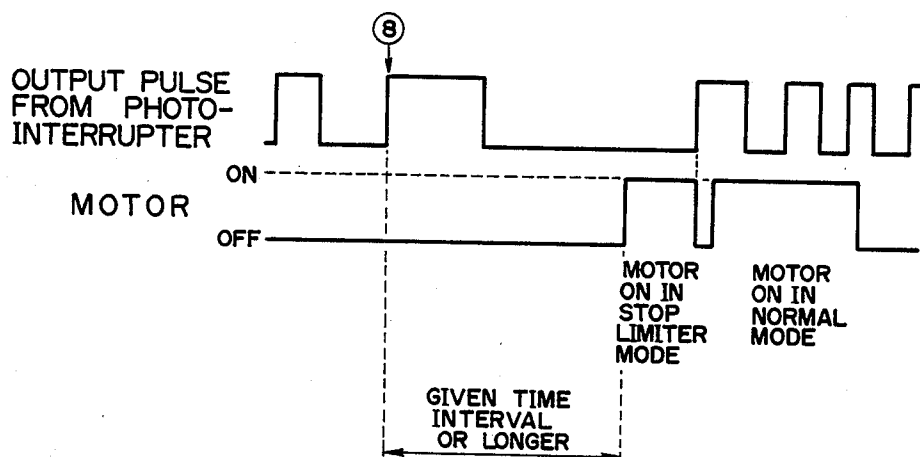 8
OUTPUT PULSE
FROM PHOTO-
INTERRUPTER
ON
MOTOR
OFF
MOTOR
ON IN
STOP
LIMITER
MODE
MOTOR
ON IN
NORMAL
MODE
GIVEN TIME
INTERVAL
OR LONGER